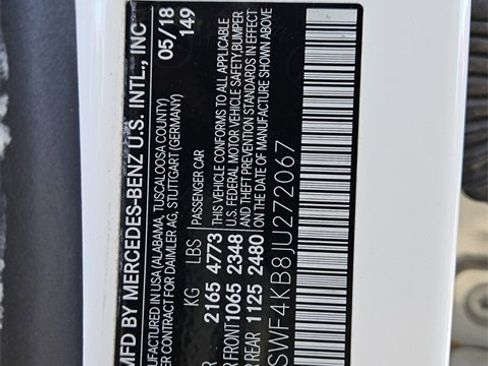 MFD BY MERCEDES-BENZ U.S. INTL., INC
UFACTURED IN USA (ALABAMA, TUSCALOOSA COUNTY)
ER CONTRACT FOR DAIMLER AG, STUTTGART (GERMANY)
05/18
149
PASSENGER CAR
THIS VEHICLE CONFORMS TO ALL APPLICABLE
U.S. FEDERAL MOTOR VEHICLE SAFETY, BUMPER
AND THEFT PREVENTION STANDARDS IN EFFECT
ON THE DATE OF MANUFACTURE SHOWN ABOVE
KG LBS
R 2165 4773
R FRONT 1065 2348
R REAR 1125 2480
SWF4KB8JU272067